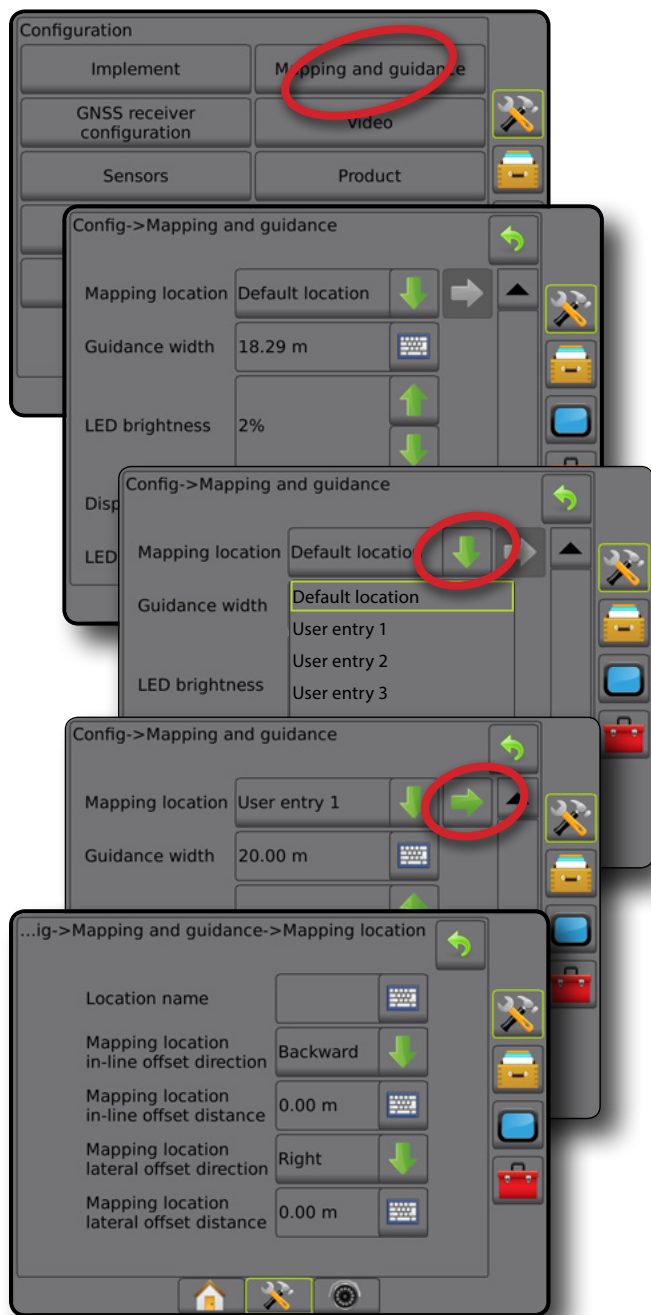 Configuration
Implement
Mapping and guidance
GNSS receiver
configuration
Video
Sensors
Product
Config->Mapping and guidance
Mapping location
Default location
Guidance width
18.29 m
LED brightness
2%
Disp
LED
Config->Mapping and guidance
Mapping location
Default location
Guidance width
Default location
User entry 1
User entry 2
LED brightness
User entry 3
Config->Mapping and guidance
Mapping location
User entry 1
Guidance width
20.00 m
...ig->Mapping and guidance->Mapping location
Location name
Mapping location
in-line offset direction
Backward
Mapping location
in-line offset distance
0.00 m
Mapping location
lateral offset direction
Right
Mapping location
lateral offset distance
0.00 m